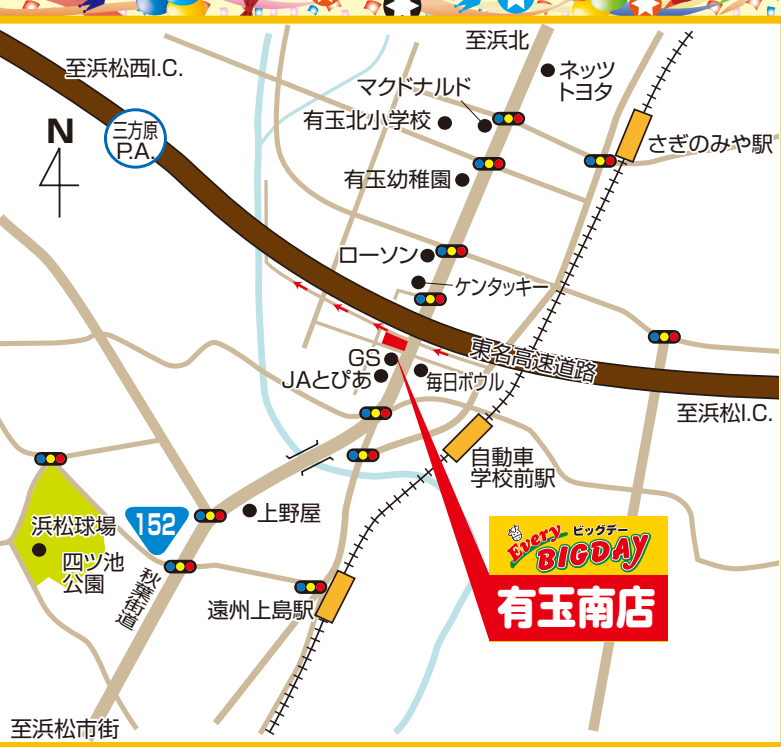 至浜北
至浜松西I.C.
ネッツ
トヨタ
マクドナルド
三方原
P.A.
N
有玉北小学校
さぎのみや駅
有玉幼稚園
ローソン
ケンタッキー
東名高速道路
GS
JAとぴあ
毎日ボウル
至浜松I.C.
自動車
学校前駅
152
上野屋
浜松球場
四ツ池
公園
秋葉街道
遠州上島駅
Every
ビッグデー
BIGDAY
有玉南店
至浜松市街